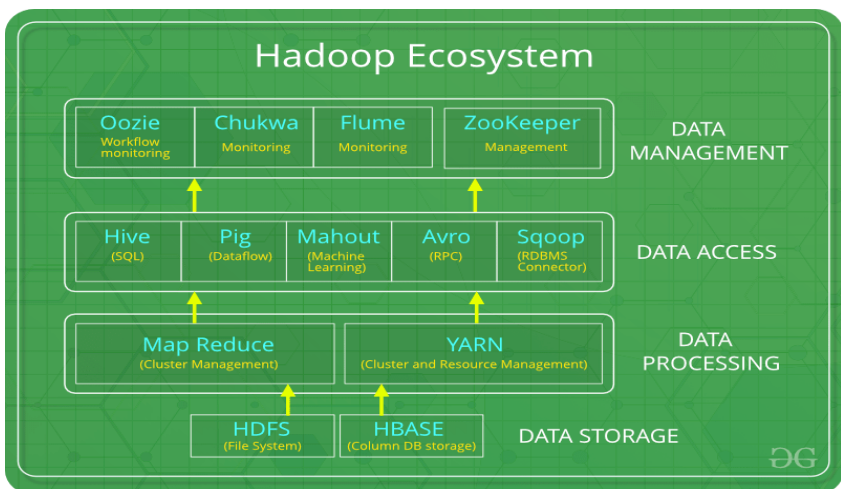 Hadoop Ecosystem
Oozie
Workflow
monitoring
Chukwa
Monitoring
Flume
Monitoring
ZooKeeper
Management
DATA
MANAGEMENT
Hive
(SQL)
Pig
(Dataflow)
Mahout
(Machine
Learning)
Avro
(RPC)
Sqoop
(RDBMS
Connector)
DATA ACCESS
Map Reduce
(Cluster Management)
YARN
(Cluster and Resource Management)
DATA
PROCESSING
HDFS
(File System)
HBASE
(Column DB storage)
DATA STORAGE